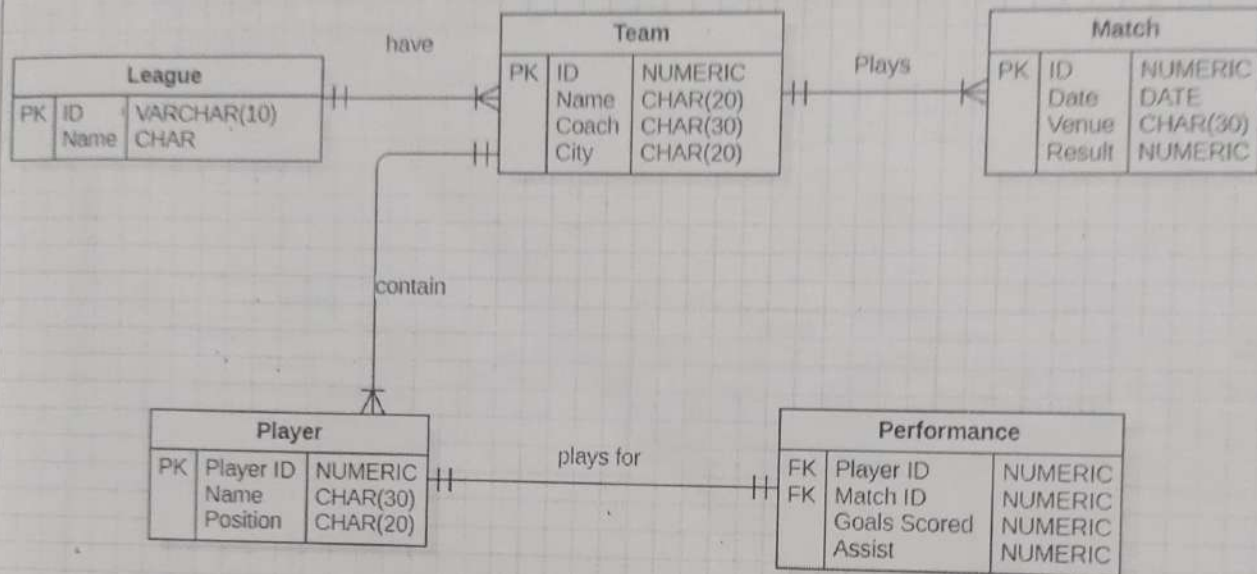 League
PK ID VARCHAR(10)
Name CHAR
have
Team
PK ID NUMERIC
Name CHAR(20)
Coach CHAR(30)
City CHAR(20)
Plays
Match
PK ID NUMERIC
Date DATE
Venue CHAR(30)
Result NUMERIC
contain
Player
PK Player ID NUMERIC
Name CHAR(30)
Position CHAR(20)
plays for
Performance
FK Player ID NUMERIC
FK Match ID NUMERIC
Goals Scored NUMERIC
Assist NUMERIC